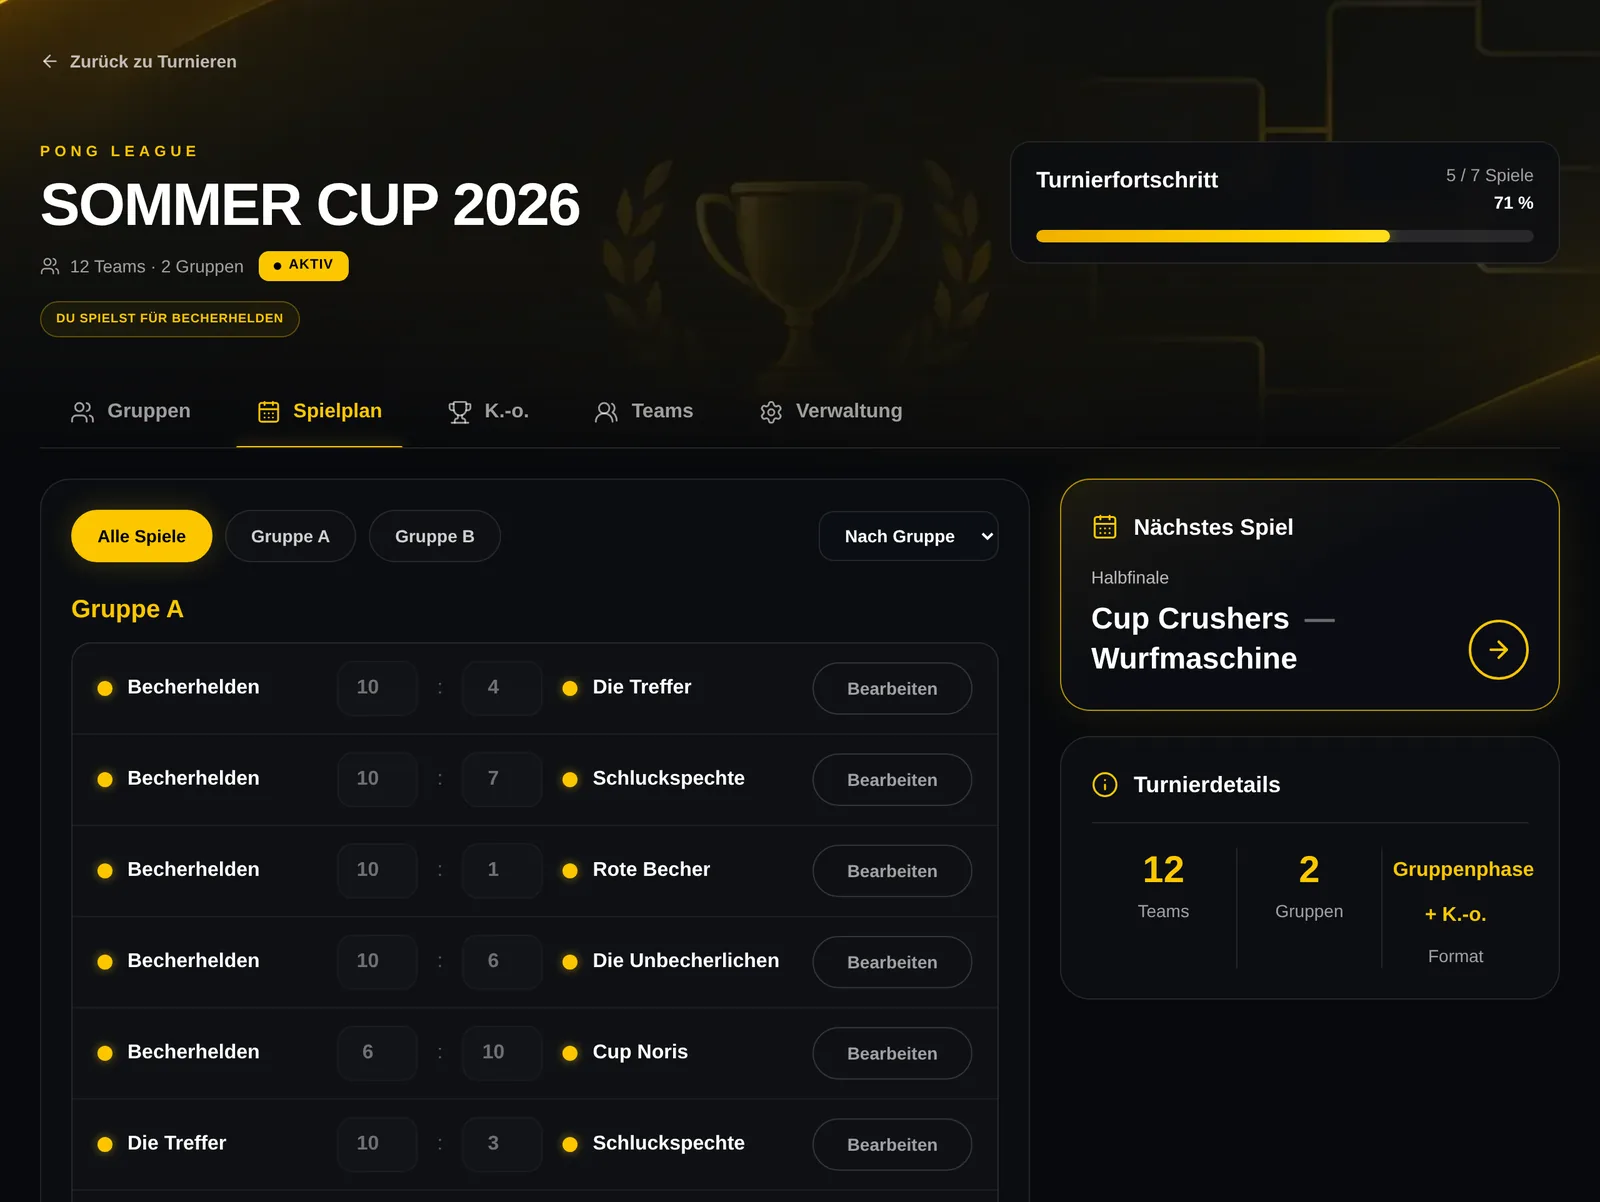 Zurück zu Turnieren
PONG LEAGUE
SOMMER CUP 2026
12 Teams · 2 Gruppen
• AKTIV
DU SPIELST FÜR BECHERHELDEN
Turnierfortschritt
5 / 7 Spiele
71 %
Gruppen
Spielplan
K.-o.
Teams
Verwaltung
Alle Spiele
Gruppe A
Gruppe B
Nach Gruppe
Gruppe A
Becherhelden 10 : 4 Die Treffer Bearbeiten
Becherhelden 10 : 7 Schluckspechte Bearbeiten
Becherhelden 10 : 1 Rote Becher Bearbeiten
Becherhelden 10 : 6 Die Unbecherlichen Bearbeiten
Becherhelden 6 : 10 Cup Noris Bearbeiten
Die Treffer 10 : 3 Schluckspechte Bearbeiten
Nächstes Spiel
Halbfinale
Cup Crushers —
Wurfmaschine
Turnierdetails
12
Teams
2
Gruppen
Gruppenphase
+ K.-o.
Format